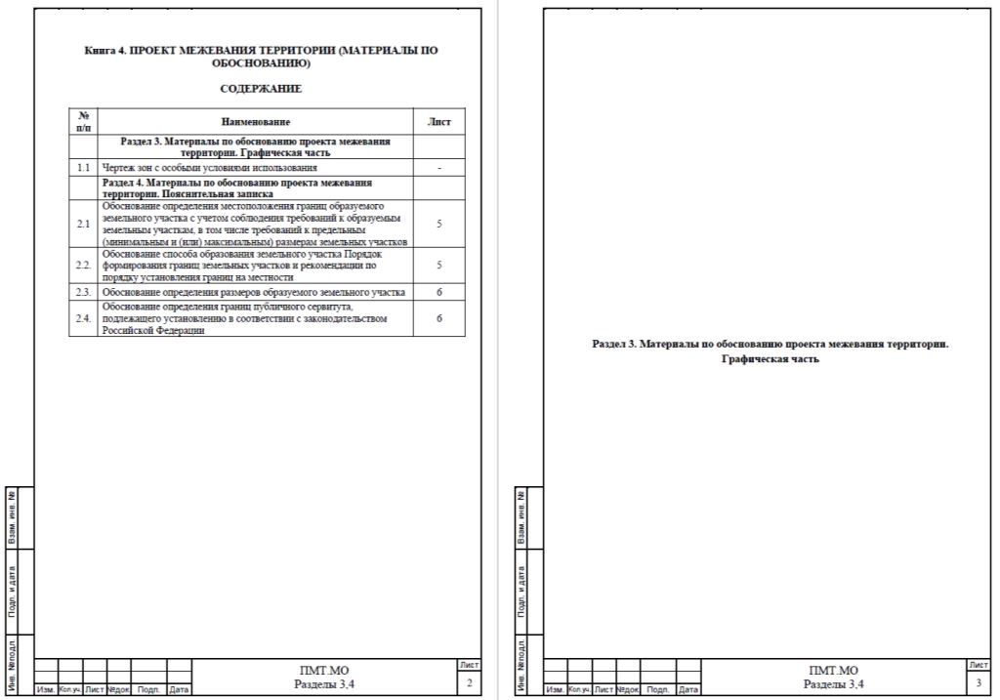 Книга 4. ПРОЕКТ МЕЖЕВАНИЯ ТЕРРИТОРИИ (МАТЕРИАЛЫ ПО
ОБОСНОВАНИЮ)
СОДЕРЖАНИЕ
№
п/п
Наименование
Лист
Раздел 3. Материалы по обоснованию проекта межевания
территории. Графическая часть
1.1 Чертеж зон с особыми условиями использования -
Раздел 4. Материалы по обоснованию проекта межевания
территории. Пояснительная записка
Обоснование определения местоположения границ образуемого
земельного участка с учетом соблюдения требований к образуемым
2.1 земельным участкам, в том числе требований к предельным 5
(минимальным и (или) максимальным) размерам земельных участков
Обоснование способа образования земельного участка Порядок
2.2. формирования границ земельных участков и рекомендации по 5
порядку установления границ на местности
2.3. Обоснование определения размеров образуемого земельного участка 6
Обоснование определения границ публичного сервитута,
2.4. подлежащего установлению в соответствии с законодательством 6
Российской Федерации
Взам. инв. №
Подп. и дата
Инв. №подл.
Изм. Кол.уч. Лист №док Подп. Дата
ПМТ.МО
Разделы 3,4
Лист
2
Раздел 3. Материалы по обоснованию проекта межевания территории.
Графическая часть
Взам. инв. №
Подп. и дата
Инв. №подл.
Изм. Кол.уч. Лист №док Подп. Дата
ПМТ.МО
Разделы 3,4
Лист
3